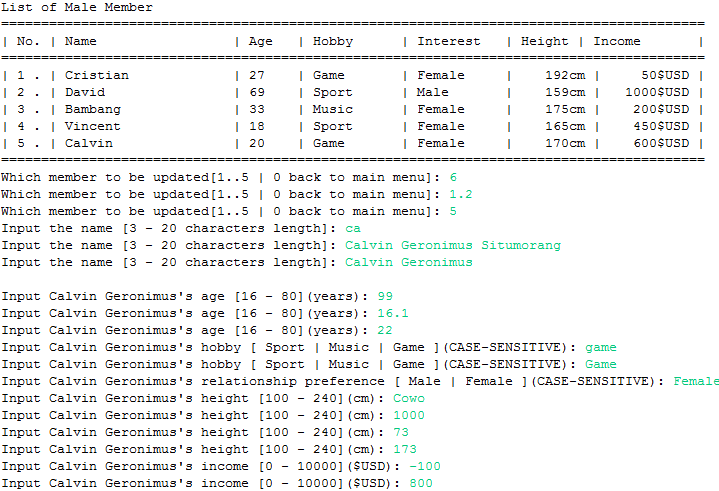 List of Male Member
========================================================================================
| No. | Name                 | Age   | Hobby      | Interest    | Height | Income       |
========================================================================================
| 1 . | Cristian             | 27    | Game       | Female      |    192cm |     50$USD |
| 2 . | David                | 69    | Sport      | Male        |    159cm |   1000$USD |
| 3 . | Bambang              | 33    | Music      | Female      |    175cm |    200$USD |
| 4 . | Vincent              | 18    | Sport      | Female      |    165cm |    450$USD |
| 5 . | Calvin               | 20    | Game       | Female      |    170cm |    600$USD |
========================================================================================
Which member to be updated[1..5 | 0 back to main menu]: 6
Which member to be updated[1..5 | 0 back to main menu]: 1.2
Which member to be updated[1..5 | 0 back to main menu]: 5
Input the name [3 - 20 characters length]: ca
Input the name [3 - 20 characters length]: Calvin Geronimus Situmorang
Input the name [3 - 20 characters length]: Calvin Geronimus
Input Calvin Geronimus's age [16 - 80](years): 99
Input Calvin Geronimus's age [16 - 80](years): 16.1
Input Calvin Geronimus's age [16 - 80](years): 22
Input Calvin Geronimus's hobby [ Sport | Music | Game ](CASE-SENSITIVE): game
Input Calvin Geronimus's hobby [ Sport | Music | Game ](CASE-SENSITIVE): Game
Input Calvin Geronimus's relationship preference [ Male | Female ](CASE-SENSITIVE): Female
Input Calvin Geronimus's height [100 - 240](cm): Cowo
Input Calvin Geronimus's height [100 - 240](cm): 1000
Input Calvin Geronimus's height [100 - 240](cm): 73
Input Calvin Geronimus's height [100 - 240](cm): 173
Input Calvin Geronimus's income [0 - 10000]($USD): -100
Input Calvin Geronimus's income [0 - 10000]($USD): 800